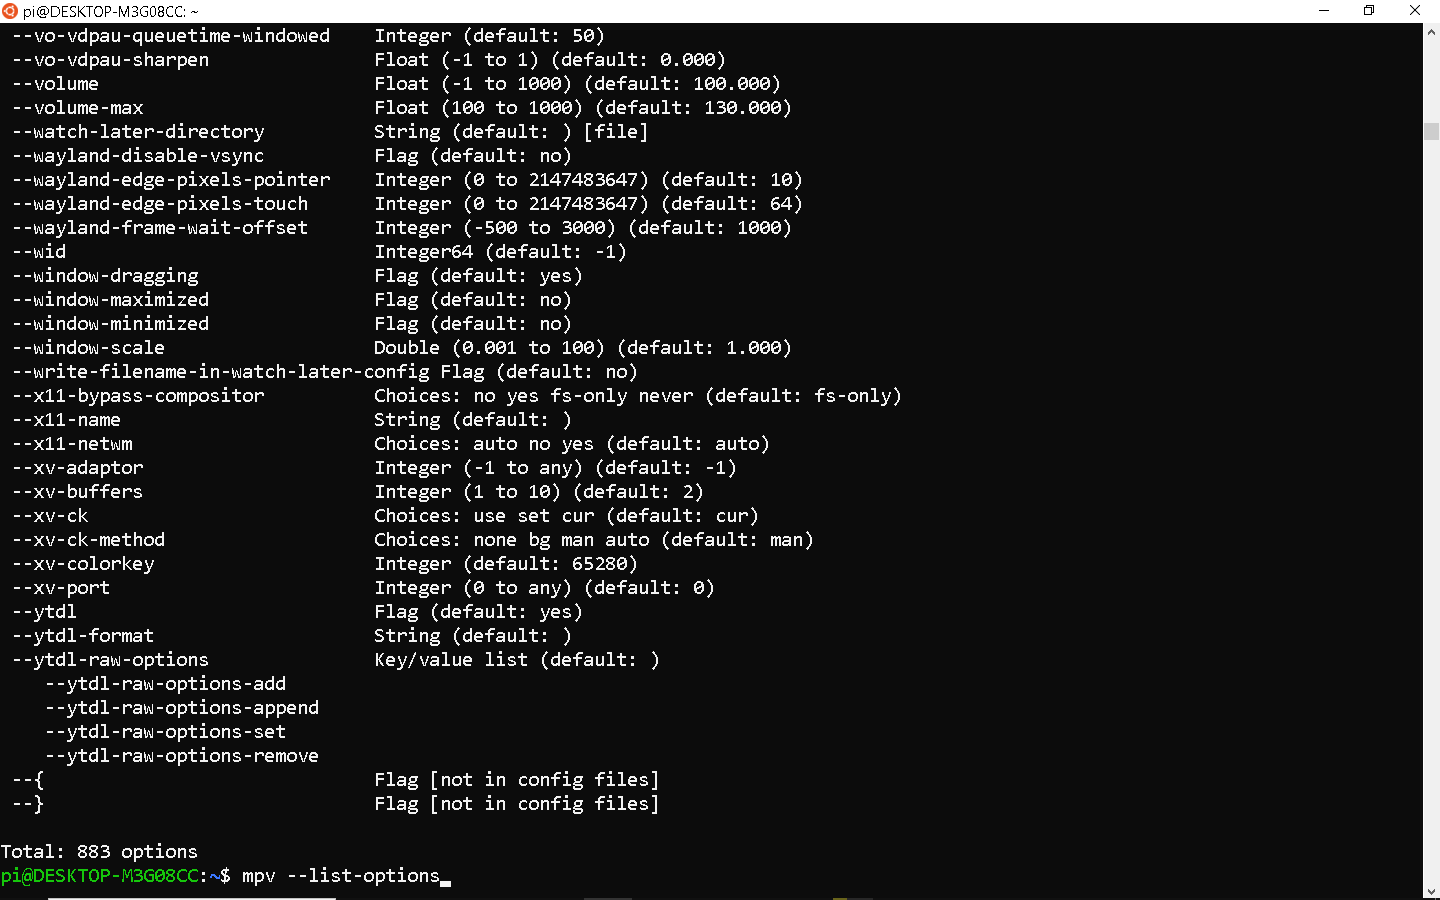 pi@DESKTOP-M3G08CC: ~
--vo-vdpau-queuetime-windowed    Integer (default: 50)
--vo-vdpau-sharpen               Float (-1 to 1) (default: 0.000)
--volume                         Float (-1 to 1000) (default: 100.000)
--volume-max                     Float (100 to 1000) (default: 130.000)
--watch-later-directory          String (default: ) [file]
--wayland-disable-vsync          Flag (default: no)
--wayland-edge-pixels-pointer    Integer (0 to 2147483647) (default: 10)
--wayland-edge-pixels-touch      Integer (0 to 2147483647) (default: 64)
--wayland-frame-wait-offset      Integer (-500 to 3000) (default: 1000)
--wid                            Integer64 (default: -1)
--window-dragging                Flag (default: yes)
--window-maximized               Flag (default: no)
--window-minimized               Flag (default: no)
--window-scale                   Double (0.001 to 100) (default: 1.000)
--write-filename-in-watch-later-config Flag (default: no)
--x11-bypass-compositor          Choices: no yes fs-only never (default: fs-only)
--x11-name                       String (default: )
--x11-netwm                      Choices: auto no yes (default: auto)
--xv-adaptor                     Integer (-1 to any) (default: -1)
--xv-buffers                     Integer (1 to 10) (default: 2)
--xv-ck                          Choices: use set cur (default: cur)
--xv-ck-method                   Choices: none bg man auto (default: man)
--xv-colorkey                    Integer (default: 65280)
--xv-port                        Integer (0 to any) (default: 0)
--ytdl                           Flag (default: yes)
--ytdl-format                    String (default: )
--ytdl-raw-options               Key/value list (default: )
   --ytdl-raw-options-add
   --ytdl-raw-options-append
   --ytdl-raw-options-set
   --ytdl-raw-options-remove
--{                              Flag [not in config files]
--}                              Flag [not in config files]
Total: 883 options
pi@DESKTOP-M3G08CC:~$ mpv --list-options